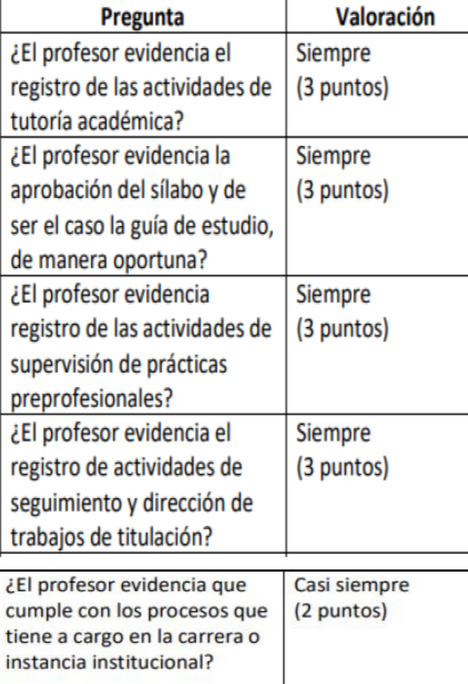 Pregunta Valoración
¿El profesor evidencia el Siempre
registro de las actividades de (3 puntos)
tutoría académica?
¿El profesor evidencia la Siempre
aprobación del sílabo y de (3 puntos)
ser el caso la guía de estudio,
de manera oportuna?
¿El profesor evidencia Siempre
registro de las actividades de (3 puntos)
supervisión de prácticas
preprofesionales?
¿El profesor evidencia el Siempre
registro de actividades de (3 puntos)
seguimiento y dirección de
trabajos de titulación?
¿El profesor evidencia que Casi siempre
cumple con los procesos que (2 puntos)
tiene a cargo en la carrera o
instancia institucional?